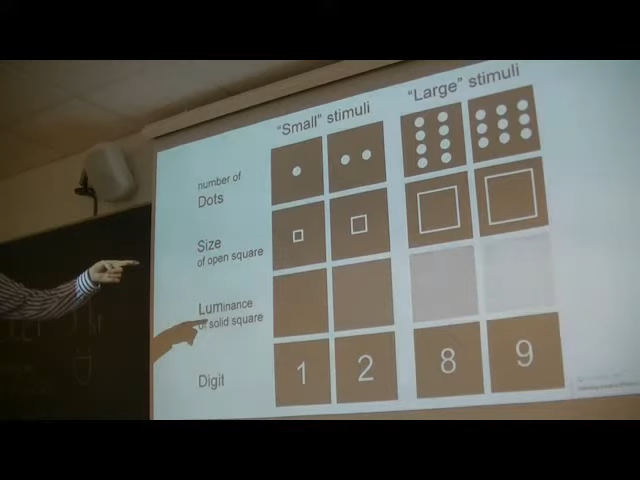 "Small" stimuli
"Large" stimuli
number of
Dots
Size
of open square
Luminance
of solid square
Digit
1 2 8 9